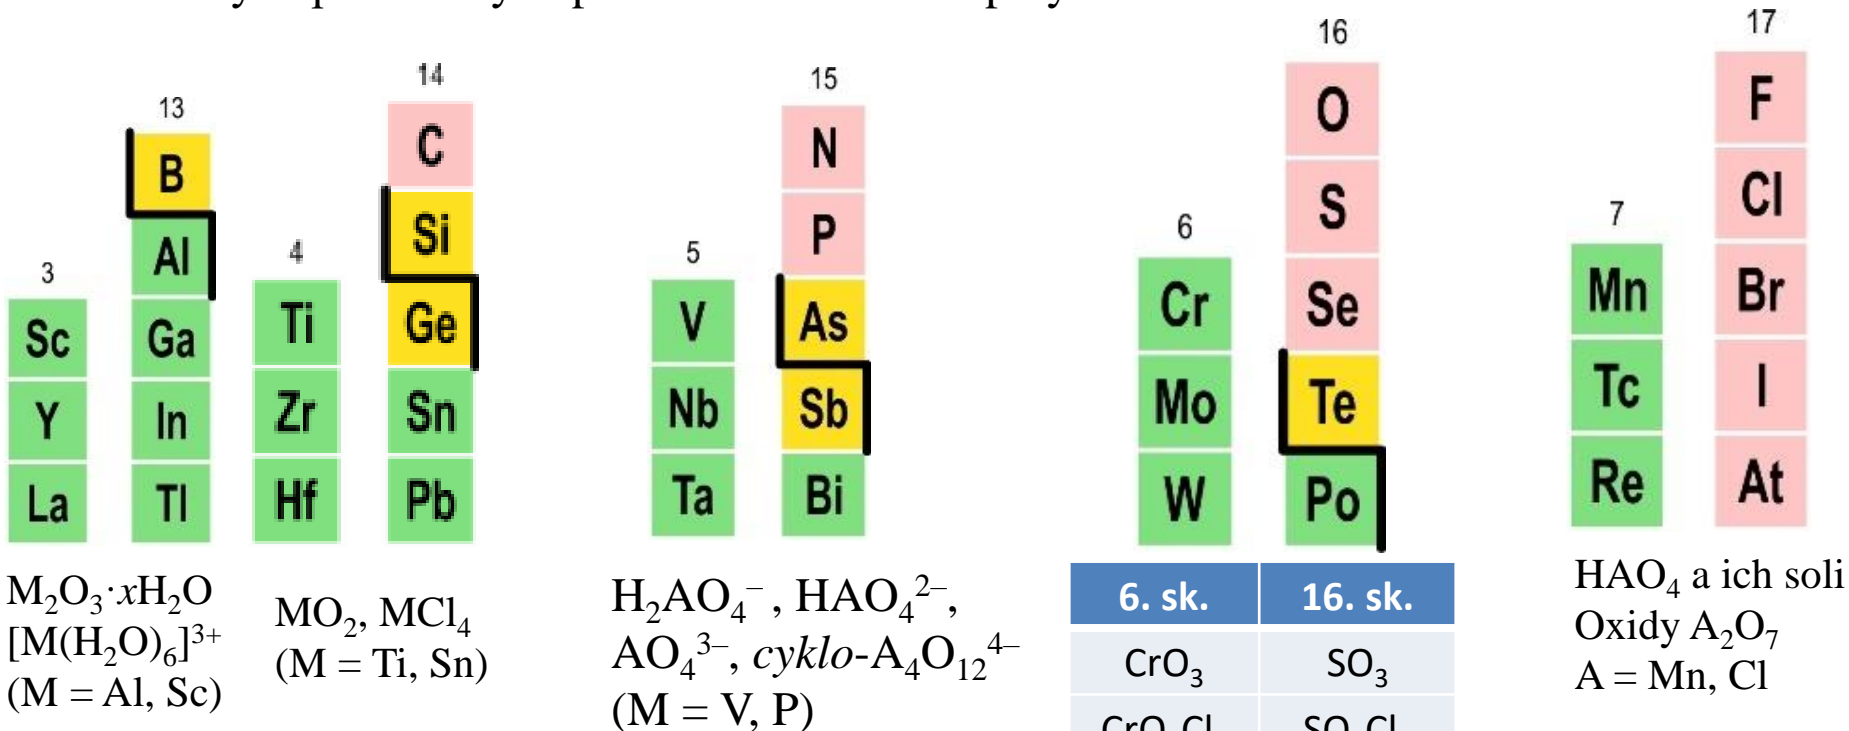 3
Sc
Y
La
13
B
Al
Ga
In
Tl
M₂O₃·xH₂O
[M(H₂O)₆]³⁺
(M = Al, Sc)
4
Ti
Zr
Hf
14
C
Si
Ge
Sn
Pb
MO₂, MCl₄
(M = Ti, Sn)
5
V
Nb
Ta
15
N
P
As
Sb
Bi
H₂AO₄⁻ , HAO₄²⁻,
AO₄³⁻, cyklo-A₄O₁₂⁴⁻
(M = V, P)
6
Cr
Mo
W
16
O
S
Se
Te
Po
6. sk. 16. sk.
CrO₃ SO₃
7
Mn
Tc
Re
17
F
Cl
Br
I
At
HAO₄ a ich soli
Oxidy A₂O₇
A = Mn, Cl